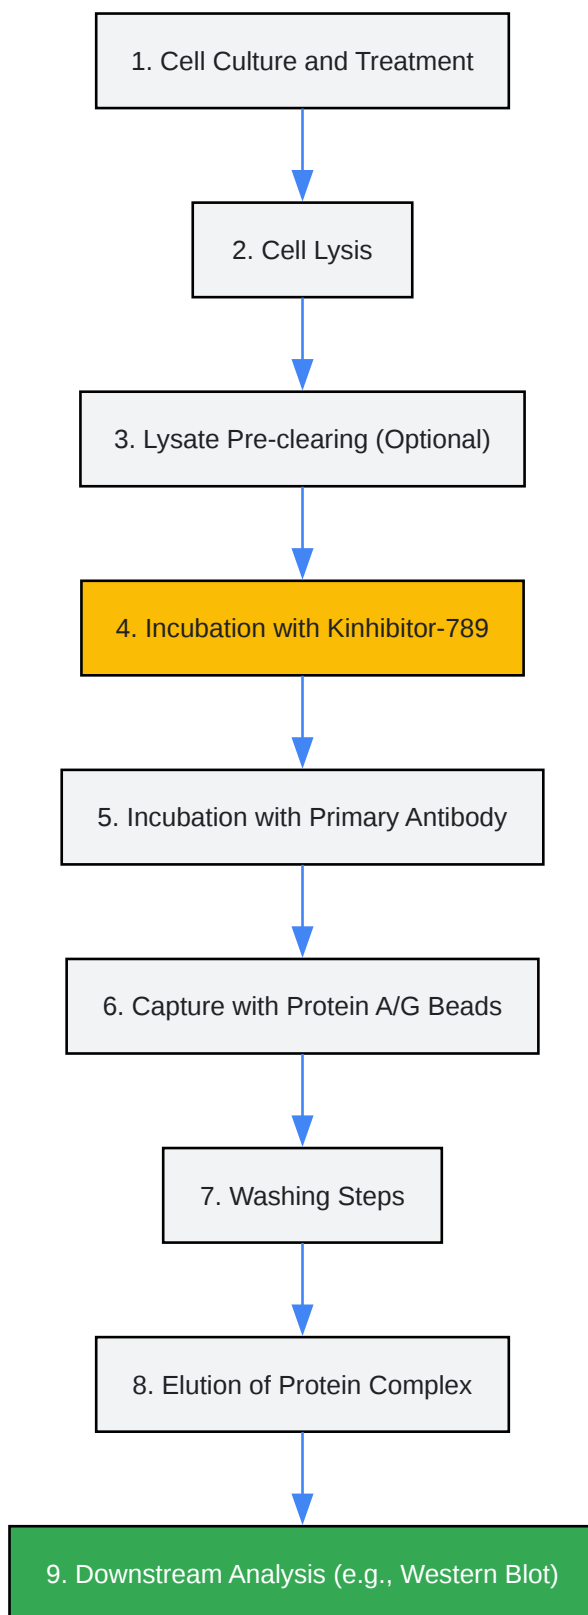 1. Cell Culture and Treatment
2. Cell Lysis
3. Lysate Pre-clearing (Optional)
4. Incubation with Kinhibitor-789
5. Incubation with Primary Antibody
6. Capture with Protein A/G Beads
7. Washing Steps
8. Elution of Protein Complex
9. Downstream Analysis (e.g., Western Blot)